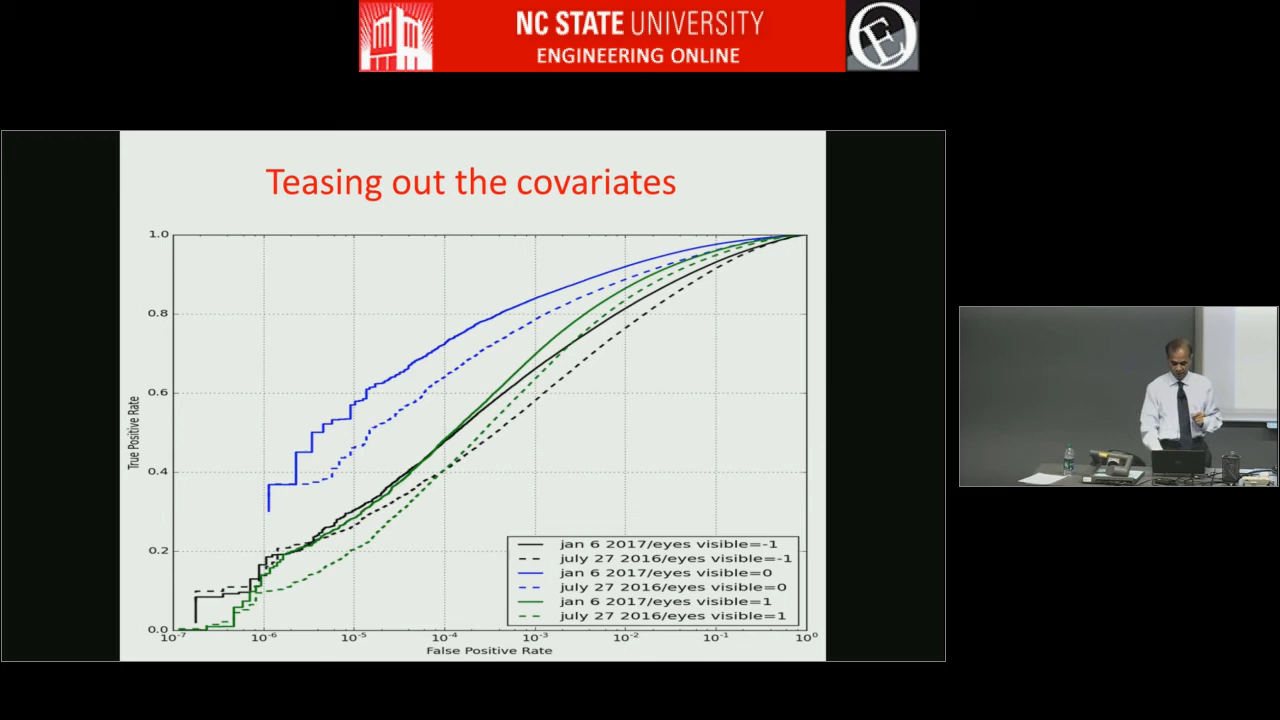 NC STATE UNIVERSITY
ENGINEERING ONLINE
OE
Teasing out the covariates
1.0
0.8
0.6
0.4
0.2
0.0
True Positive Rate
10⁻⁷ 10⁻⁶ 10⁻⁵ 10⁻⁴ 10⁻³ 10⁻² 10⁻¹ 10⁰
False Positive Rate
jan 6 2017/eyes visible=-1
july 27 2016/eyes visible=-1
jan 6 2017/eyes visible=0
july 27 2016/eyes visible=0
jan 6 2017/eyes visible=1
july 27 2016/eyes visible=1